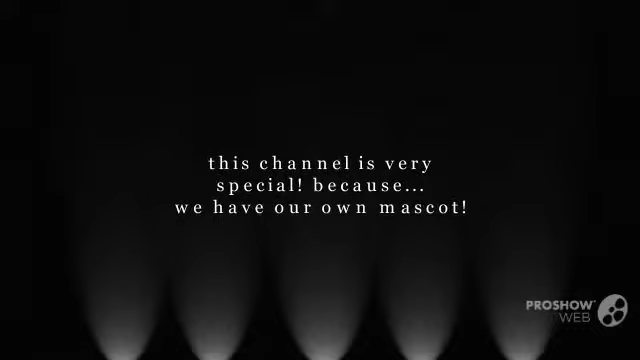 this channel is very
special! because...
we have our own mascot!
PROSHOW
WEB